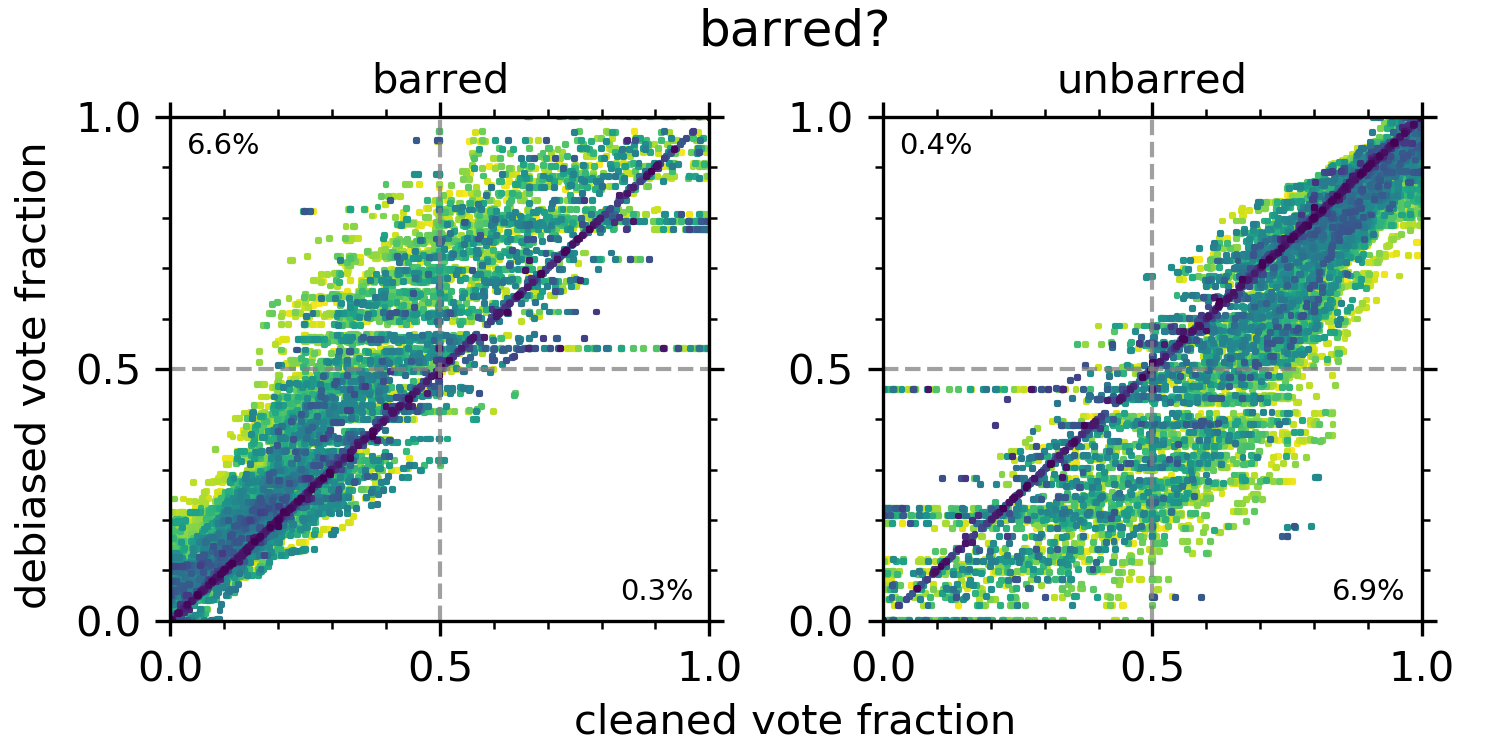 barred?
barred
unbarred
debiased vote fraction
1.0
0.5
0.0
6.6%
0.3%
0.0 0.5 1.0
1.0
0.5
0.0
0.4%
6.9%
0.0 0.5 1.0
cleaned vote fraction